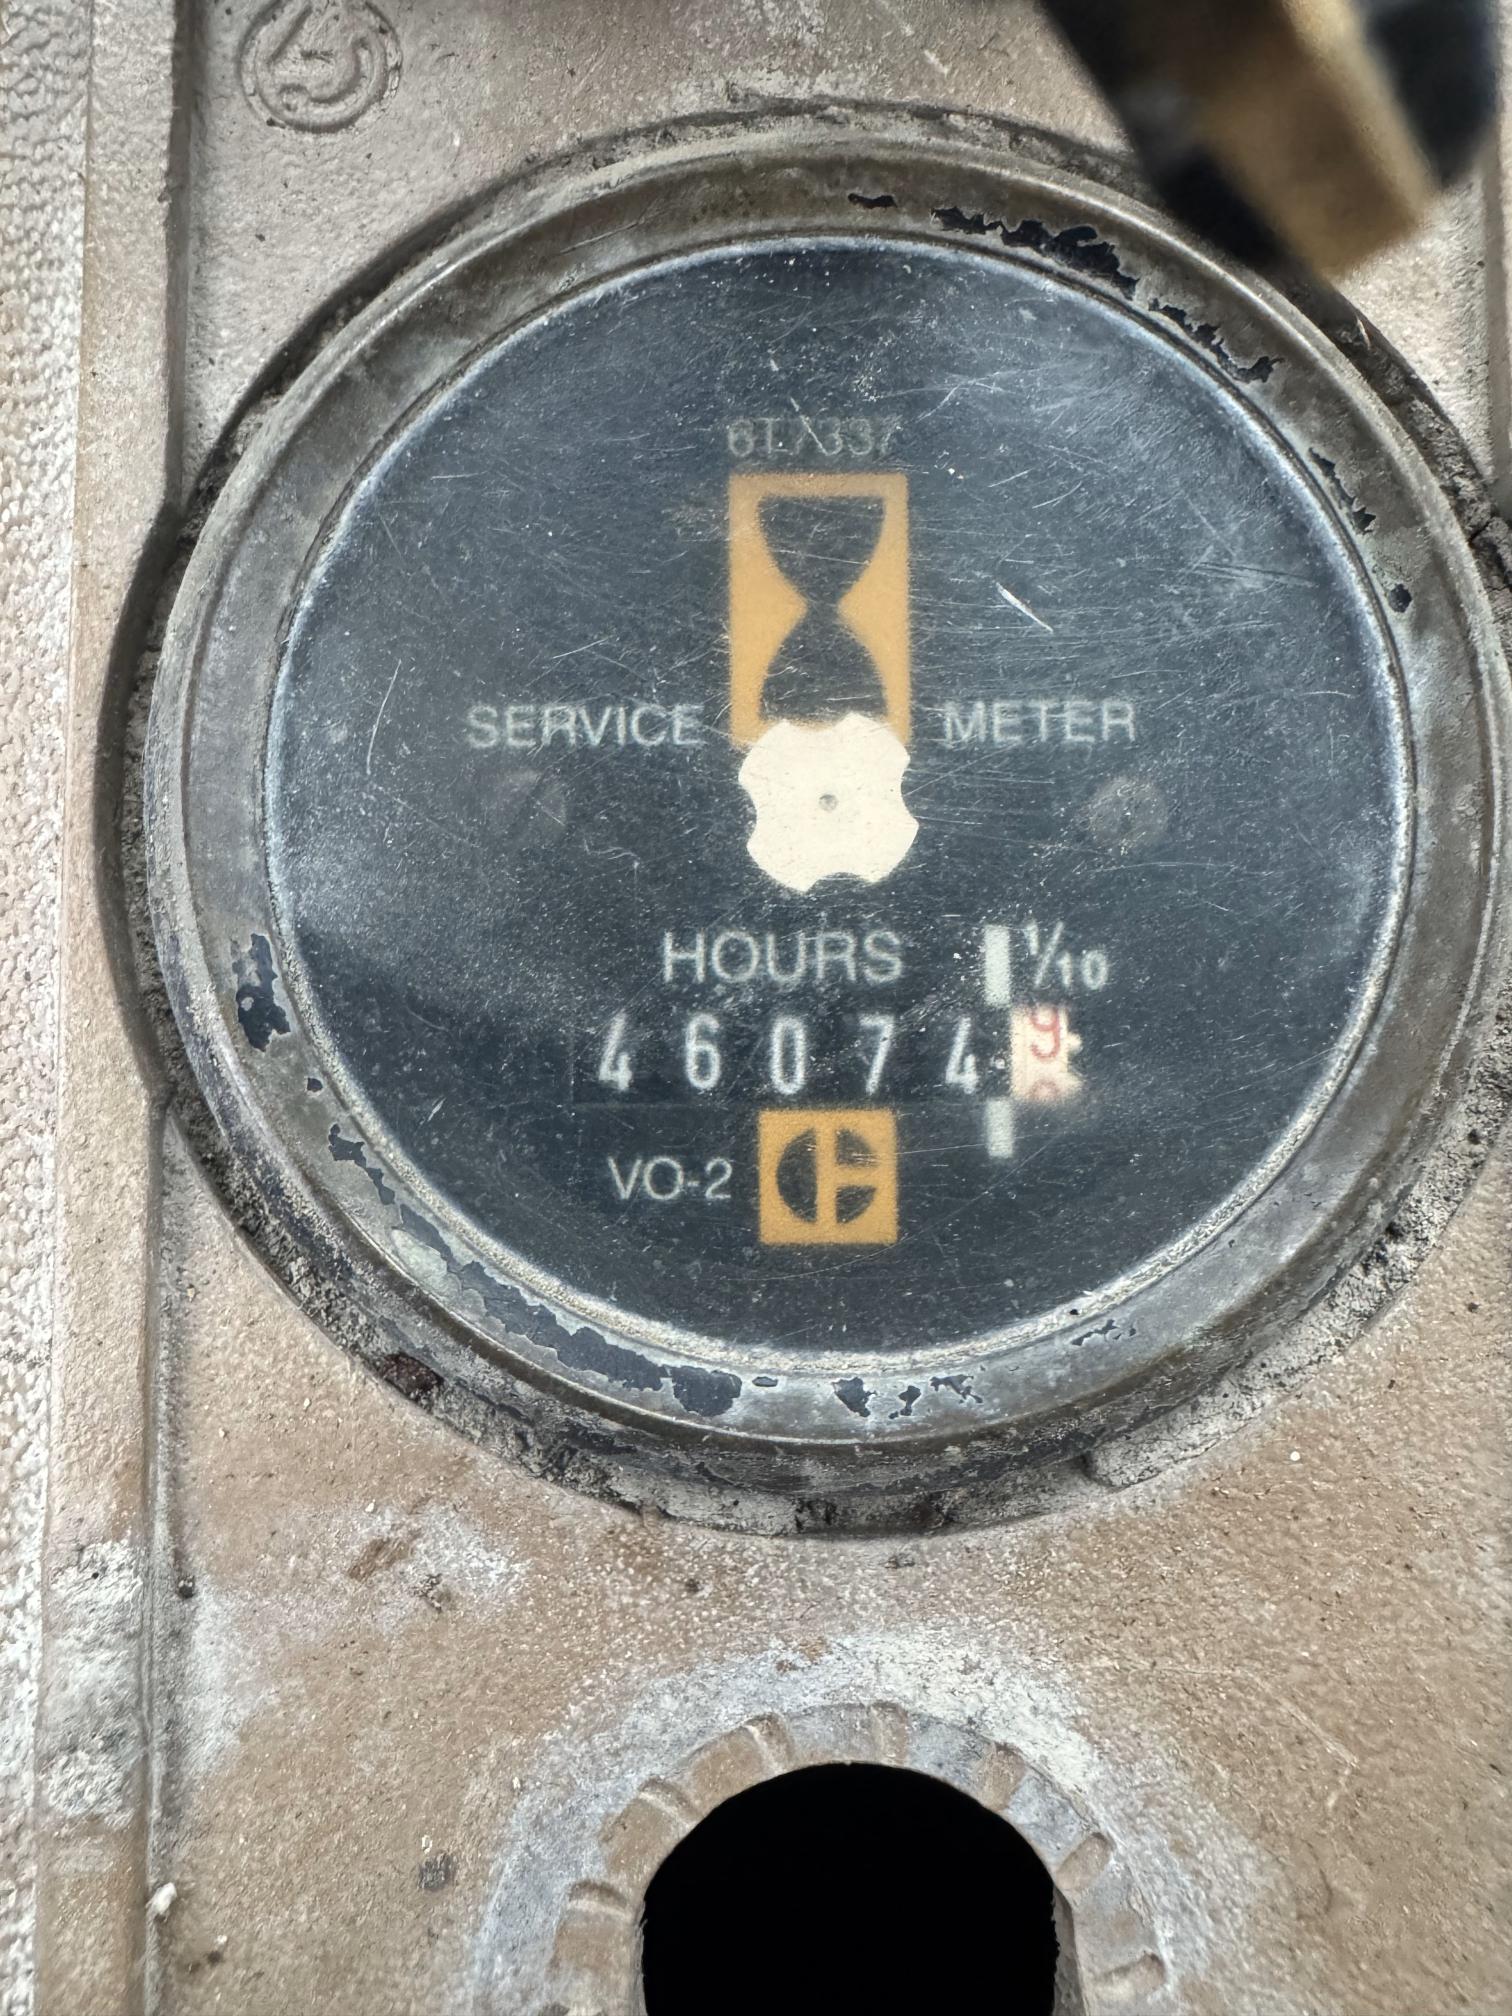 6T7337
SERVICE METER
HOURS 1/10
46074 9
VO-2